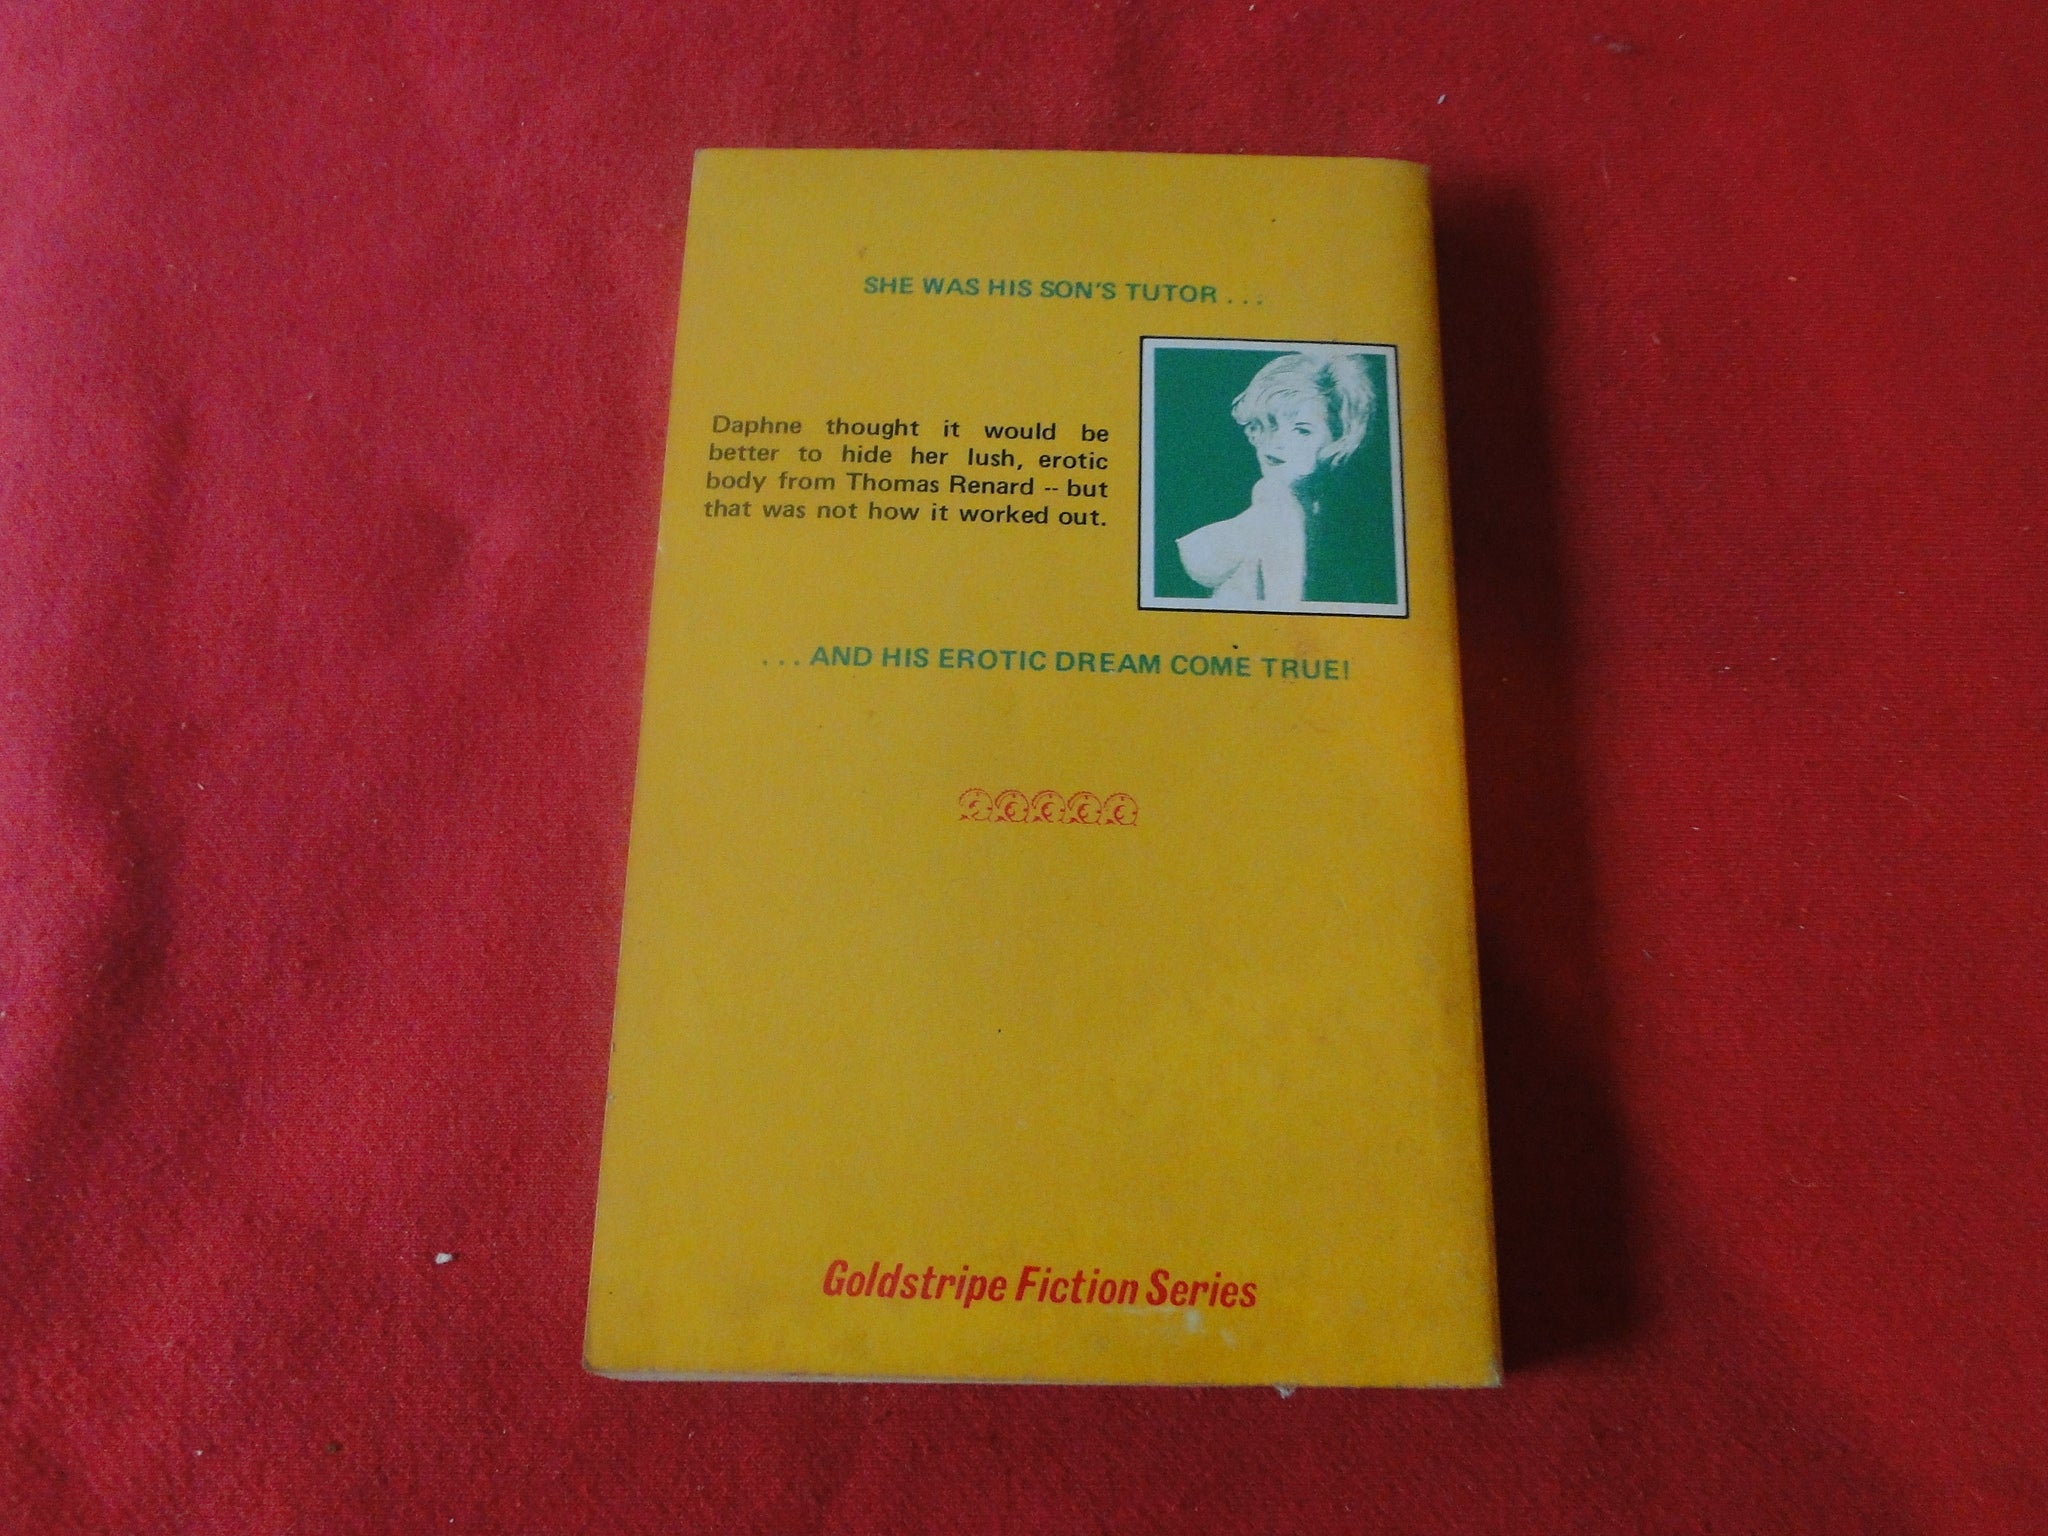 SHE WAS HIS SON'S TUTOR . . .
Daphne thought it would be
better to hide her lush, erotic
body from Thomas Renard -- but
that was not how it worked out.
. . . AND HIS EROTIC DREAM COME TRUE!
Goldstripe Fiction Series